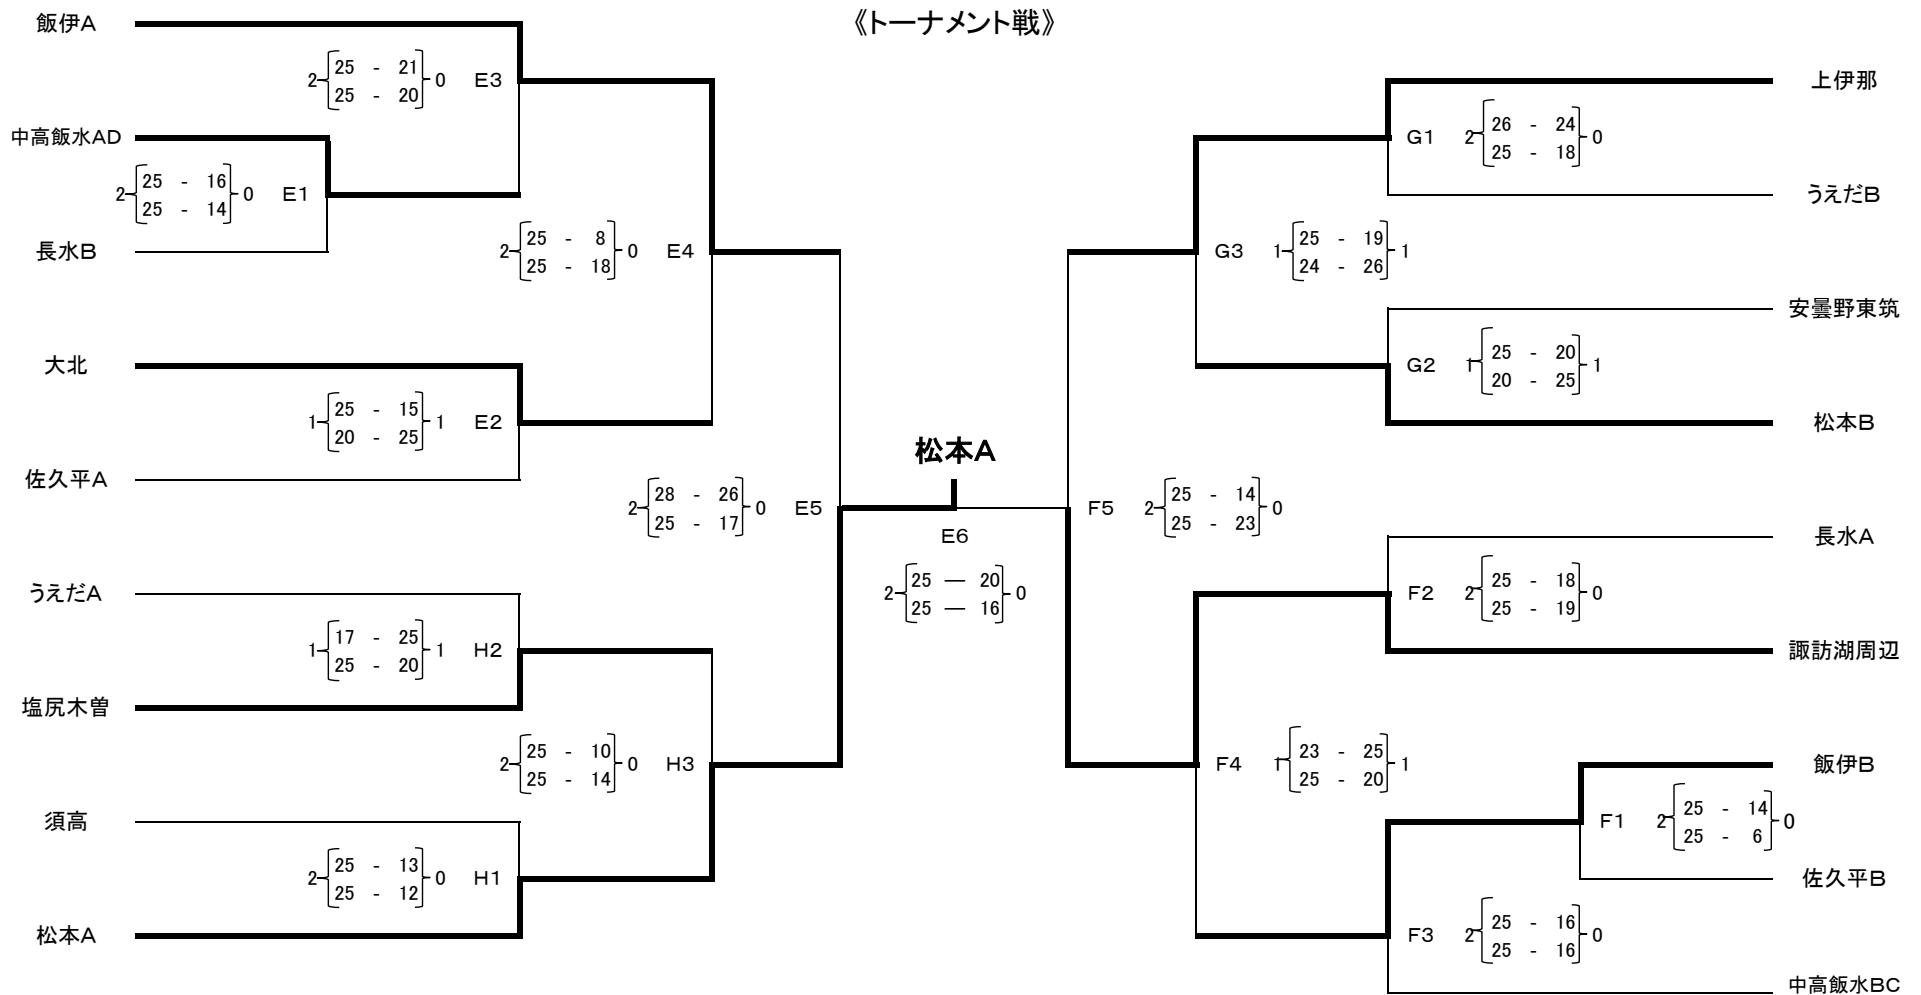 《トーナメント戦》
飯伊A
2 25 - 21 0 E3
25 - 20
中高飯水AD
2 25 - 16 0 E1
25 - 14
長水B
2 25 - 8 0 E4
25 - 18
大北
1 25 - 15 1 E2
20 - 25
佐久平A
2 28 - 26 0 E5
25 - 17
うえだA
1 17 - 25 1 H2
25 - 20
塩尻木曽
2 25 - 10 0 H3
25 - 14
須高
2 25 - 13 0 H1
25 - 12
松本A
松本A
E6
2 25 — 20 0
25 — 16
上伊那
G1 2 26 - 24 0
25 - 18
うえだB
G3 1 25 - 19 1
24 - 26
安曇野東筑
G2 1 25 - 20 1
20 - 25
松本B
F5 2 25 - 14 0
25 - 23
長水A
F2 2 25 - 18 0
25 - 19
諏訪湖周辺
F4 1 23 - 25 1
25 - 20
飯伊B
F1 2 25 - 14 0
25 - 6
佐久平B
F3 2 25 - 16 0
25 - 16
中高飯水BC